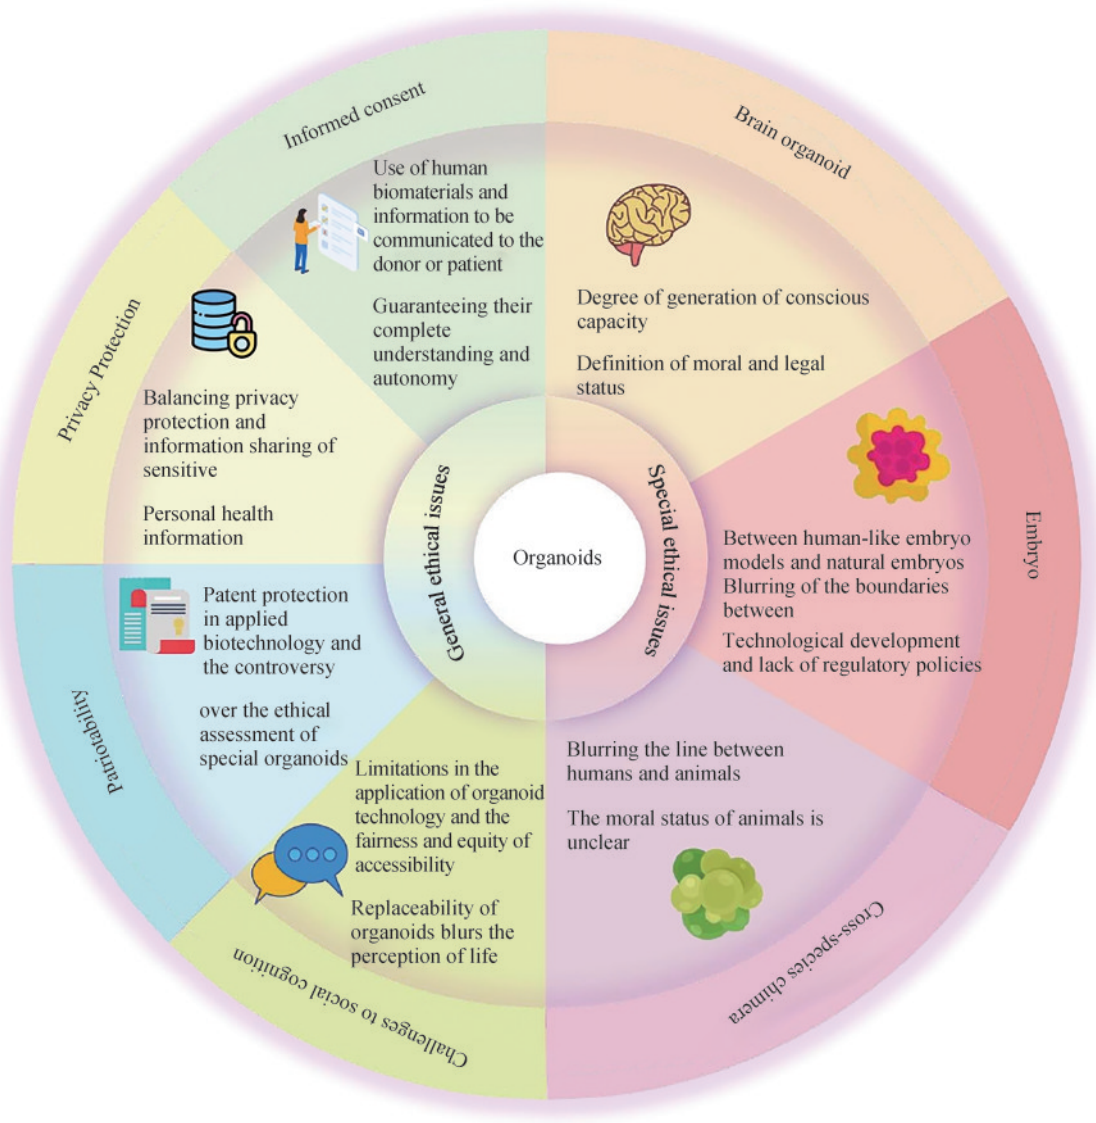 Organoids
General ethical issues
Special ethical issues
Informed consent
Use of human
biomaterials and
information to be
communicated to the
donor or patient
Guaranteeing their
complete
understanding and
autonomy
Privacy Protection
Balancing privacy
protection and
information sharing of
sensitive
Personal health
information
Patriotability
Patent protection
in applied
biotechnology and
the controversy
over the ethical
assessment of
special organoids
Challenges to social cognition
Limitations in the
application of organoid
technology and the
fairness and equity of
accessibility
Replaceability of
organoids blurs the
perception of life
Brain organoid
Degree of generation of conscious
capacity
Definition of moral and legal
status
Embryo
Between human-like embryo
models and natural embryos
Blurring of the boundaries
between
Technological development
and lack of regulatory policies
Cross-species chimera
Blurring the line between
humans and animals
The moral status of animals is
unclear